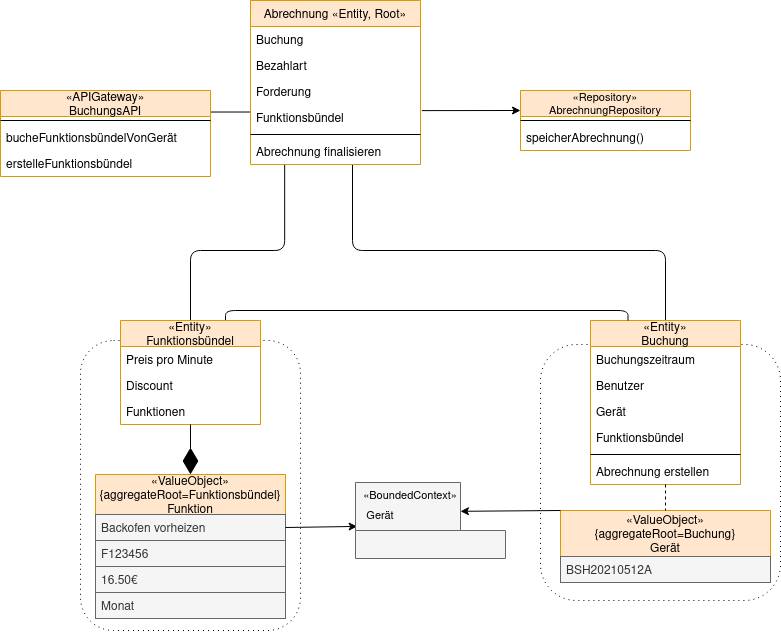 Abrechnung «Entity, Root»
Buchung
Bezahlart
Forderung
Funktionsbündel
Abrechnung finalisieren
«APIGateway»
BuchungsAPI
bucheFunktionsbündelVonGerät
erstelleFunktionsbündel
«Repository»
AbrechnungRepository
speicherAbrechnung()
«Entity»
Funktionsbündel
Preis pro Minute
Discount
Funktionen
«Entity»
Buchung
Buchungszeitraum
Benutzer
Gerät
Funktionsbündel
Abrechnung erstellen
«ValueObject»
{aggregateRoot=Funktionsbündel}
Funktion
Backofen vorheizen
F123456
16.50€
Monat
«BoundedContext»
Gerät
«ValueObject»
{aggregateRoot=Buchung}
Gerät
BSH20210512A